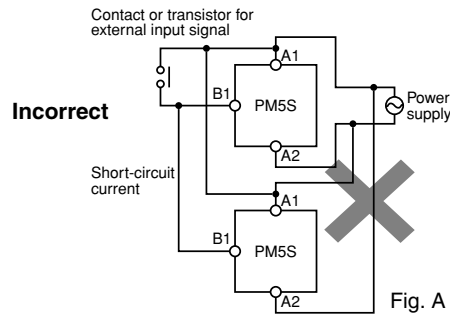 Contact or transistor for
external input signal
A1
B1
PM5S
Power
supply
Incorrect
A2
Short-circuit
current
A1
B1
PM5S
A2
Fig. A